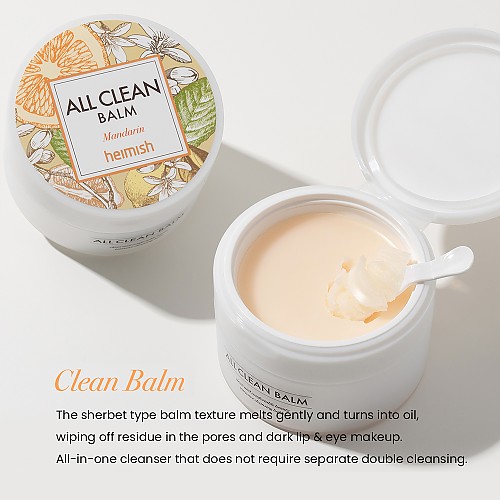 ALL CLEAN
BALM
Mandarin
heimish
ALL CLEAN BALM
ALL CLEAN BALM
Clean Balm
The sherbet type balm texture melts gently and turns into oil,
wiping off residue in the pores and dark lip & eye makeup.
All-in-one cleanser that does not require separate double cleansing.